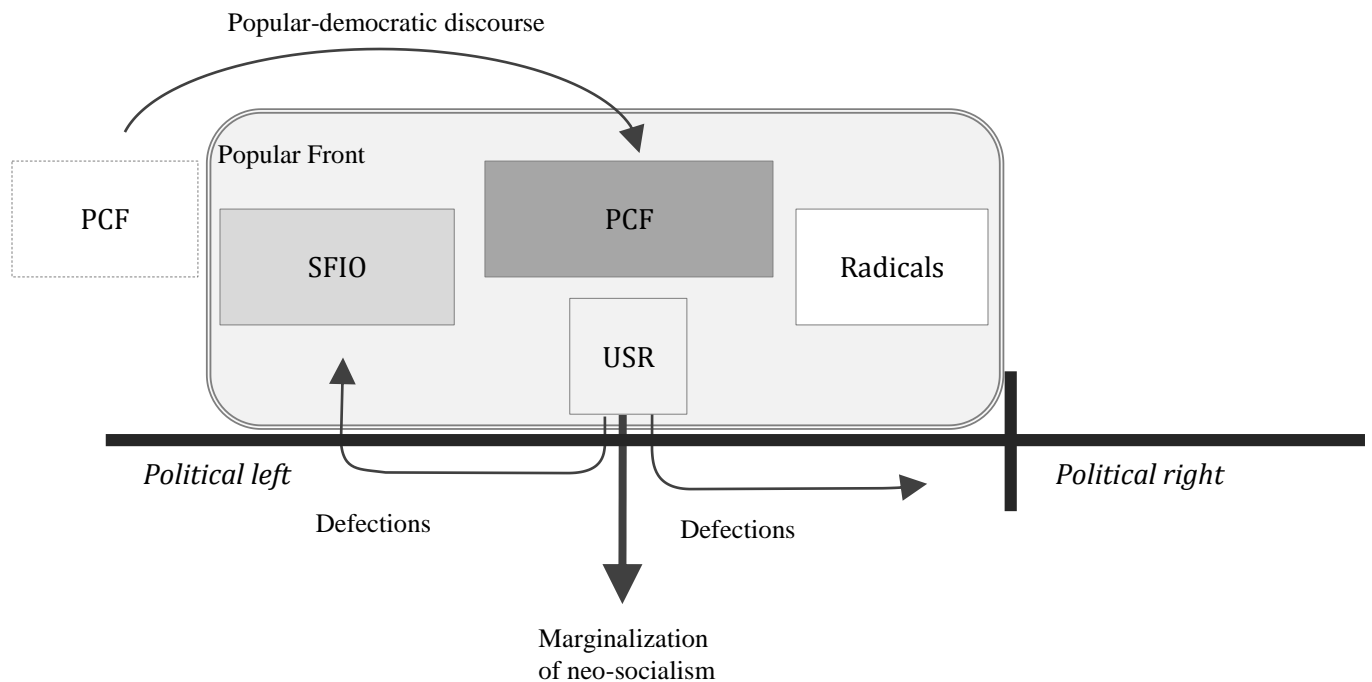 Popular-democratic discourse
Popular Front
PCF
PCF
SFIO
Radicals
USR
Political left
Political right
Defections
Defections
Marginalization
of neo-socialism